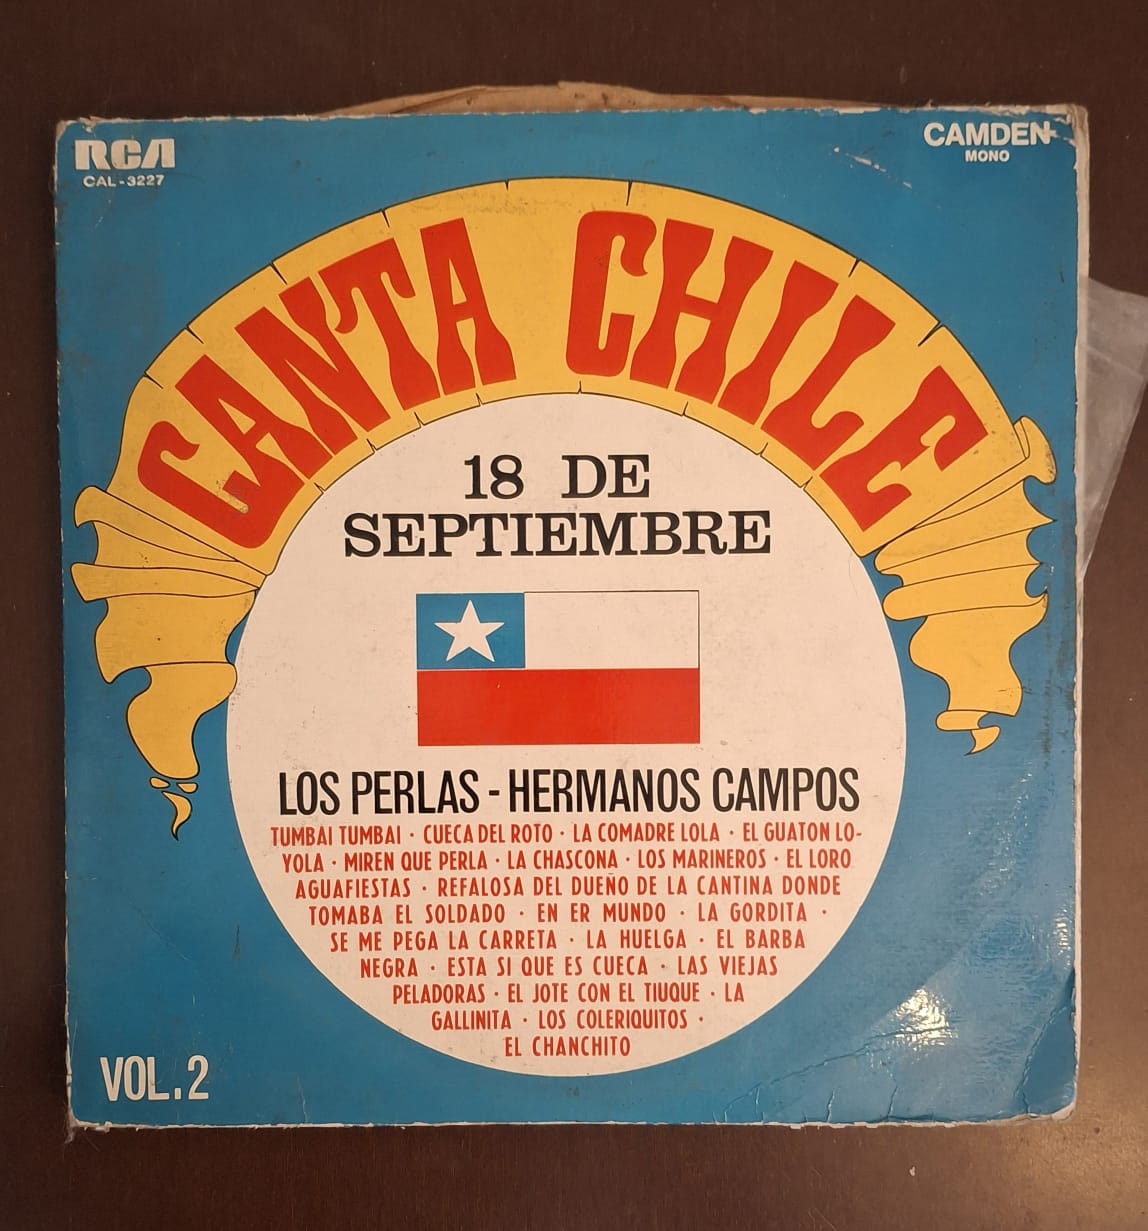 RCA
CAL-3227
CAMDEN
MONO
CANTA CHILE
18 DE
SEPTIEMBRE
LOS PERLAS - HERMANOS CAMPOS
TUMBAI TUMBAI · CUECA DEL ROTO · LA COMADRE LOLA · EL GUATON LO-
YOLA · MIREN QUE PERLA · LA CHASCONA · LOS MARINEROS · EL LORO
AGUAFIESTAS · REFALOSA DEL DUEÑO DE LA CANTINA DONDE
TOMABA EL SOLDADO · EN ER MUNDO · LA GORDITA ·
SE ME PEGA LA CARRETA · LA HUELGA · EL BARBA
NEGRA · ESTA SI QUE ES CUECA · LAS VIEJAS
PELADORAS · EL JOTE CON EL TIUQUE · LA
GALLINITA · LOS COLERIQUITOS ·
EL CHANCHITO
VOL. 2